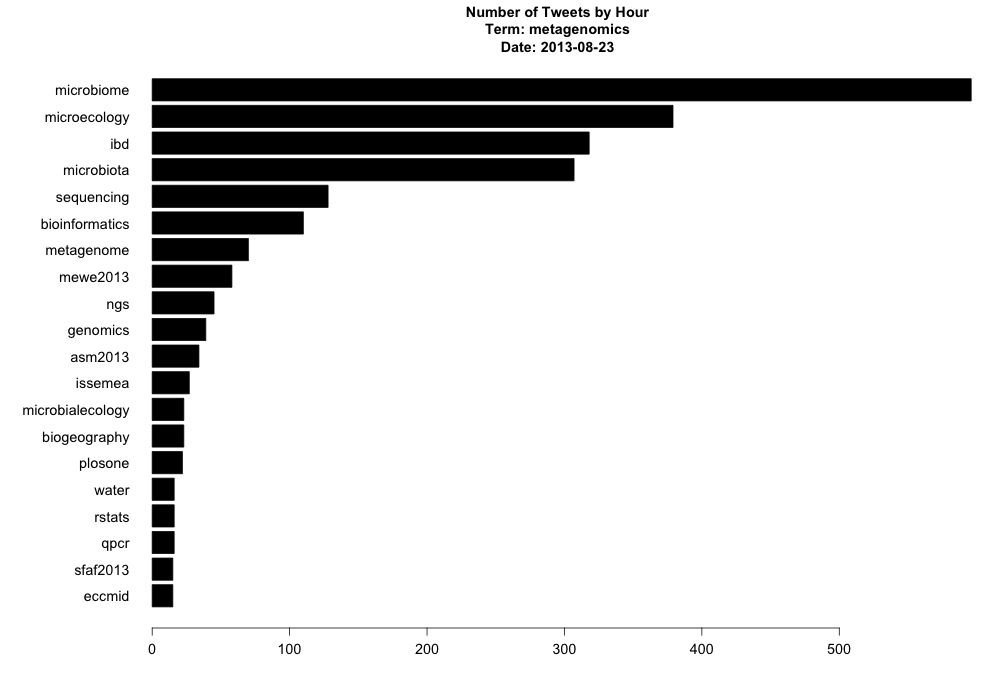 Number of Tweets by Hour
Term: metagenomics
Date: 2013-08-23
microbiome
microecology
ibd
microbiota
sequencing
bioinformatics
metagenome
mewe2013
ngs
genomics
asm2013
issemea
microbialecology
biogeography
plosone
water
rstats
qpcr
sfaf2013
eccmid
0 100 200 300 400 500